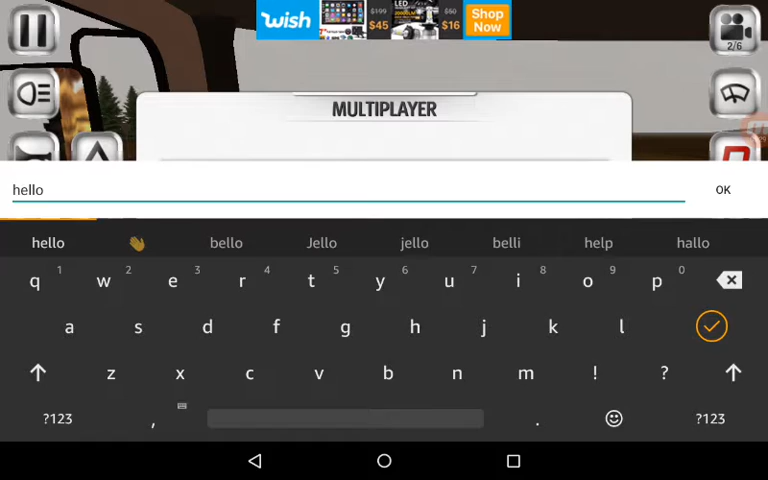 wish
$199
$45
LED
$50
$16
Shop
Now
2/6
MULTIPLAYER
hello
OK
hello
bello
Jello
jello
belli
help
hallo
q 1 w 2 e 3 r 4 t 5 y 6 u 7 i 8 o 9 p 0
a s d f g h j k l
z x c v b n m ! ?
?123 , . ?123